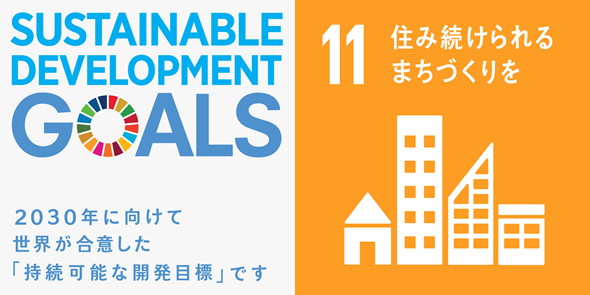 SUSTAINABLE
DEVELOPMENT
GOALS
2030年に向けて
世界が合意した
「持続可能な開発目標」です
11 住み続けられる
まちづくりを